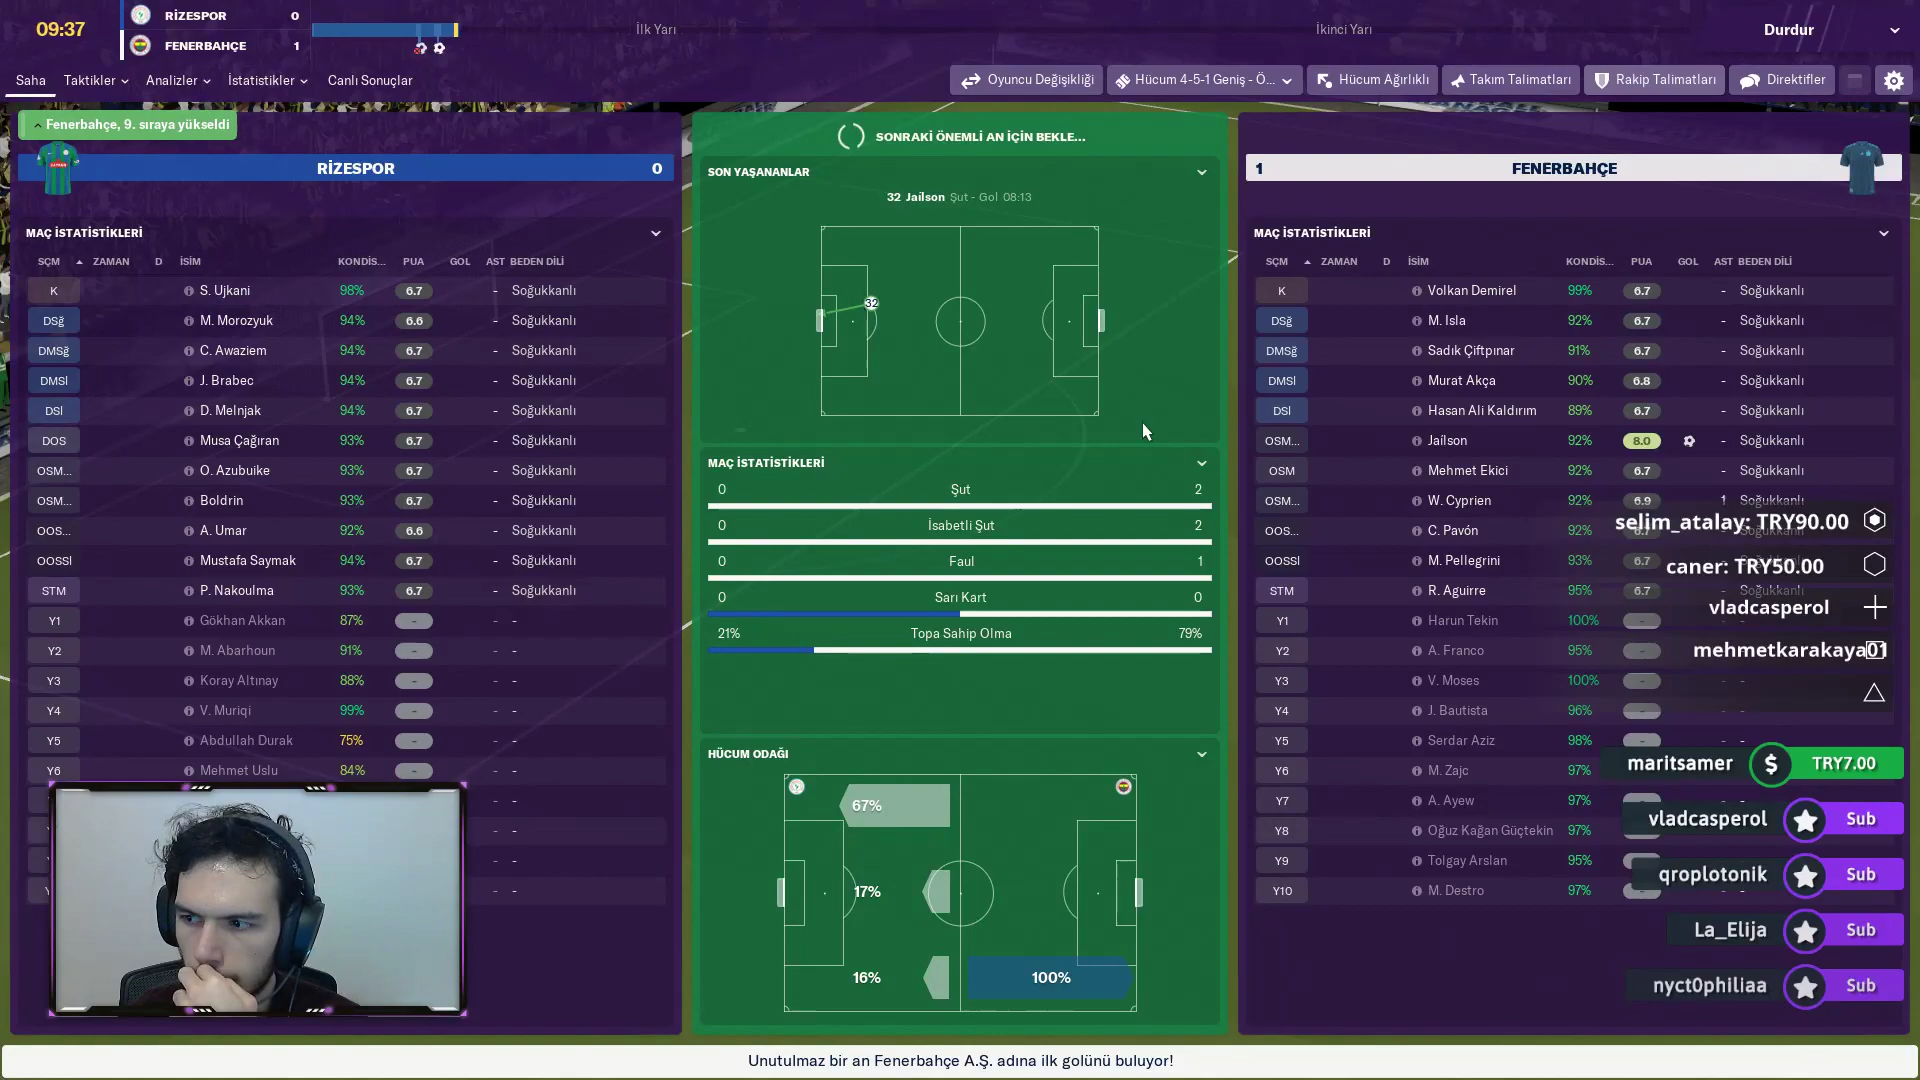 09:37
RİZESPOR 0
FENERBAHÇE 1
İlk Yarı
İkinci Yarı
Durdur
Saha Taktikler Analizler İstatistikler Canlı Sonuçlar
Oyuncu Değişikliği Hücum 4-5-1 Geniş - Ö... Hücum Ağırlıklı Takım Talimatları Rakip Talimatları Direktifler
Fenerbahçe, 9. sıraya yükseldi
RİZESPOR 0
MAÇ İSTATİSTİKLERİ
SÇM ZAMAN D İSİM KONDİS... PUA GOL AST BEDEN DİLİ
K S. Ujkani 98% 6.7 - Soğukkanlı
DSğ M. Morozyuk 94% 6.6 - Soğukkanlı
DMSğ C. Awaziem 94% 6.7 - Soğukkanlı
DMSl J. Brabec 94% 6.7 - Soğukkanlı
DSl D. Melnjak 94% 6.7 - Soğukkanlı
DOS Musa Çağıran 93% 6.7 - Soğukkanlı
OSM... O. Azubuike 93% 6.7 - Soğukkanlı
OSM... Boldrin 93% 6.7 - Soğukkanlı
OOS... A. Umar 92% 6.6 - Soğukkanlı
OOSSl Mustafa Saymak 94% 6.7 - Soğukkanlı
STM P. Nakoulma 93% 6.7 - Soğukkanlı
Y1 Gökhan Akkan 87% - - -
Y2 M. Abarhoun 91% - - -
Y3 Koray Altınay 88% - - -
Y4 V. Muriqi 99% - - -
Y5 Abdullah Durak 75% - - -
Y6 Mehmet Uslu 84% - - -
SONRAKİ ÖNEMLİ AN İÇİN BEKLE...
SON YAŞANANLAR
32 Jaílson Şut - Gol 08:13
32
MAÇ İSTATİSTİKLERİ
0 Şut 2
0 İsabetli Şut 2
0 Faul 1
0 Sarı Kart 0
21% Topa Sahip Olma 79%
HÜCUM ODAĞI
67%
17%
16% 100%
1 FENERBAHÇE
MAÇ İSTATİSTİKLERİ
SÇM ZAMAN D İSİM KONDİS... PUA GOL AST BEDEN DİLİ
K Volkan Demirel 99% 6.7 - Soğukkanlı
DSğ M. Isla 92% 6.7 - Soğukkanlı
DMSğ Sadık Çiftpınar 91% 6.7 - Soğukkanlı
DMSl Murat Akça 90% 6.8 - Soğukkanlı
DSl Hasan Ali Kaldırım 89% 6.7 - Soğukkanlı
OSM... Jaílson 92% 8.0 - Soğukkanlı
OSM Mehmet Ekici 92% 6.7 - Soğukkanlı
OSM... W. Cyprien 92% 6.9 1 Soğukkanlı
OOS... C. Pavón 92% 6.7
OOSSl M. Pellegrini 93% 6.7 - Soğukkanlı
STM R. Aguirre 95% 6.7 - Soğukkanlı
Y1 Harun Tekin 100% -
Y2 A. Franco 95% -
Y3 V. Moses 100% - - -
Y4 J. Bautista 96% - - -
Y5 Serdar Aziz 98% - - -
Y6 M. Zajc 97%
Y7 A. Ayew 97%
Y8 Oğuz Kağan Güçtekin 97%
Y9 Tolgay Arslan 95%
Y10 M. Destro 97%
selim_atalay: TRY90.00
caner: TRY50.00
vladcasperol
mehmetkarakaya01
maritsamer $ TRY7.00
vladcasperol Sub
qroplotonik Sub
La_Elija Sub
nyct0philiaa Sub
Unutulmaz bir an Fenerbahçe A.Ş. adına ilk golünü buluyor!